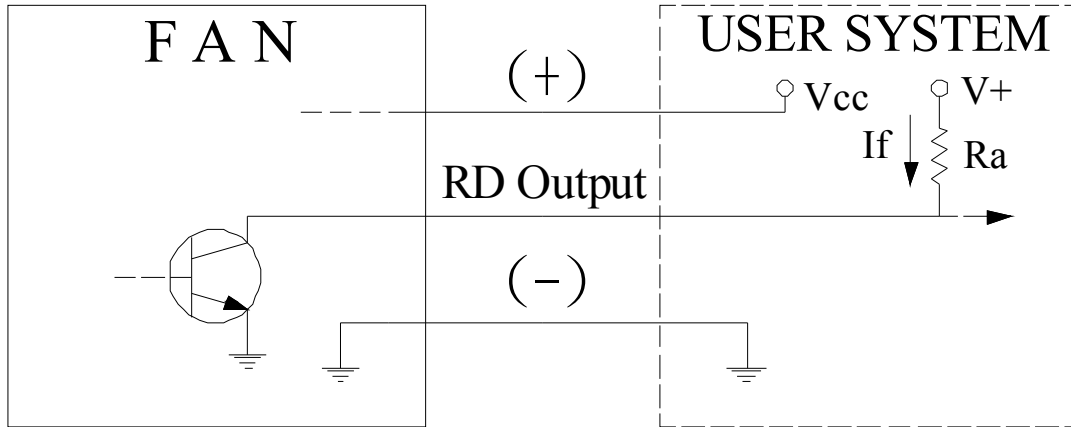 F A N
USER SYSTEM
(+)
Vcc
V+
If
Ra
RD Output
(-)